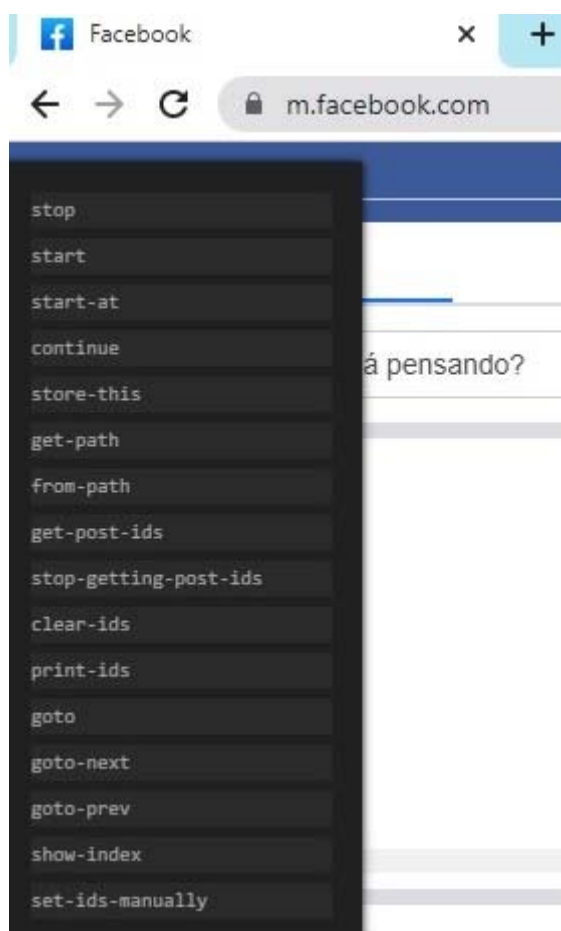 Facebook
m.facebook.com
stop
start
start-at
continue
á pensando?
store-this
get-path
from-path
get-post-ids
stop-getting-post-ids
clear-ids
print-ids
goto
goto-next
goto-prev
show-index
set-ids-manually